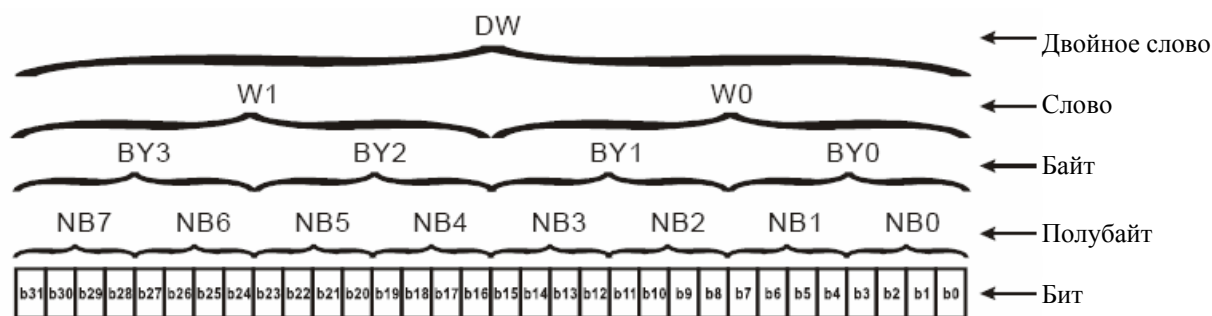 DW
Двойное слово
W1 W0
Слово
BY3 BY2 BY1 BY0
Байт
NB7 NB6 NB5 NB4 NB3 NB2 NB1 NB0
Полубайт
b31 b30 b29 b28 b27 b26 b25 b24 b23 b22 b21 b20 b19 b18 b17 b16 b15 b14 b13 b12 b11 b10 b9 b8 b7 b6 b5 b4 b3 b2 b1 b0
Бит